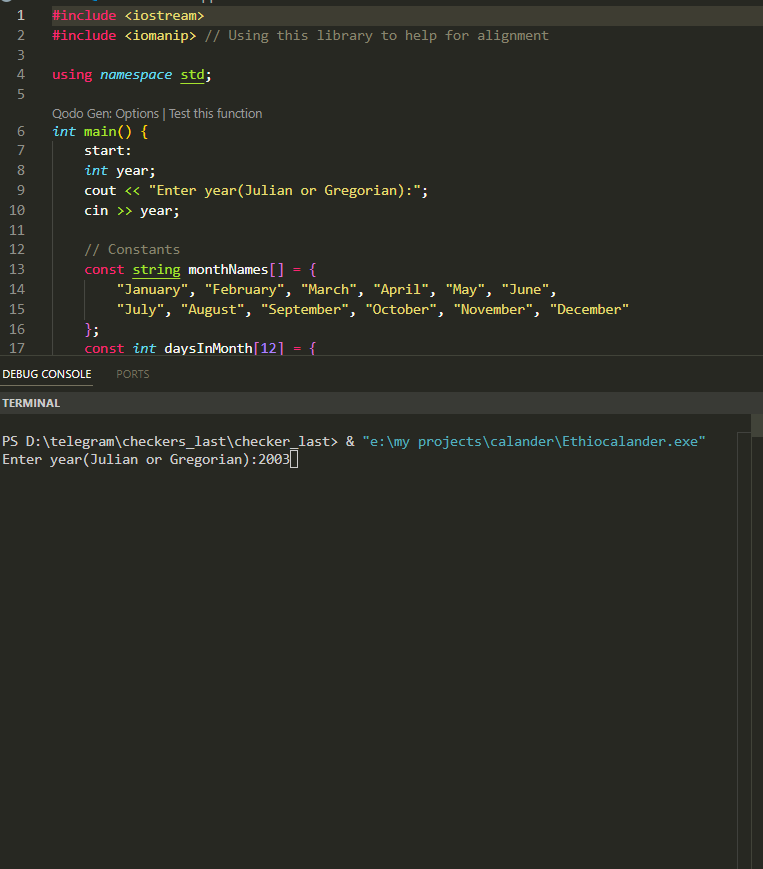 1 #include <iostream>
2 #include <iomanip> // Using this library to help for alignment
3
4 using namespace std;
5
Qodo Gen: Options | Test this function
6 int main() {
7 start:
8 int year;
9 cout << "Enter year(Julian or Gregorian):";
10 cin >> year;
11
12 // Constants
13 const string monthNames[] = {
14 "January", "February", "March", "April", "May", "June",
15 "July", "August", "September", "October", "November", "December"
16 };
17 const int daysInMonth[12] = {
DEBUG CONSOLE PORTS
TERMINAL
PS D:\telegram\checkers_last\checker_last> & "e:\my projects\calander\Ethiocalander.exe"
Enter year(Julian or Gregorian):2003